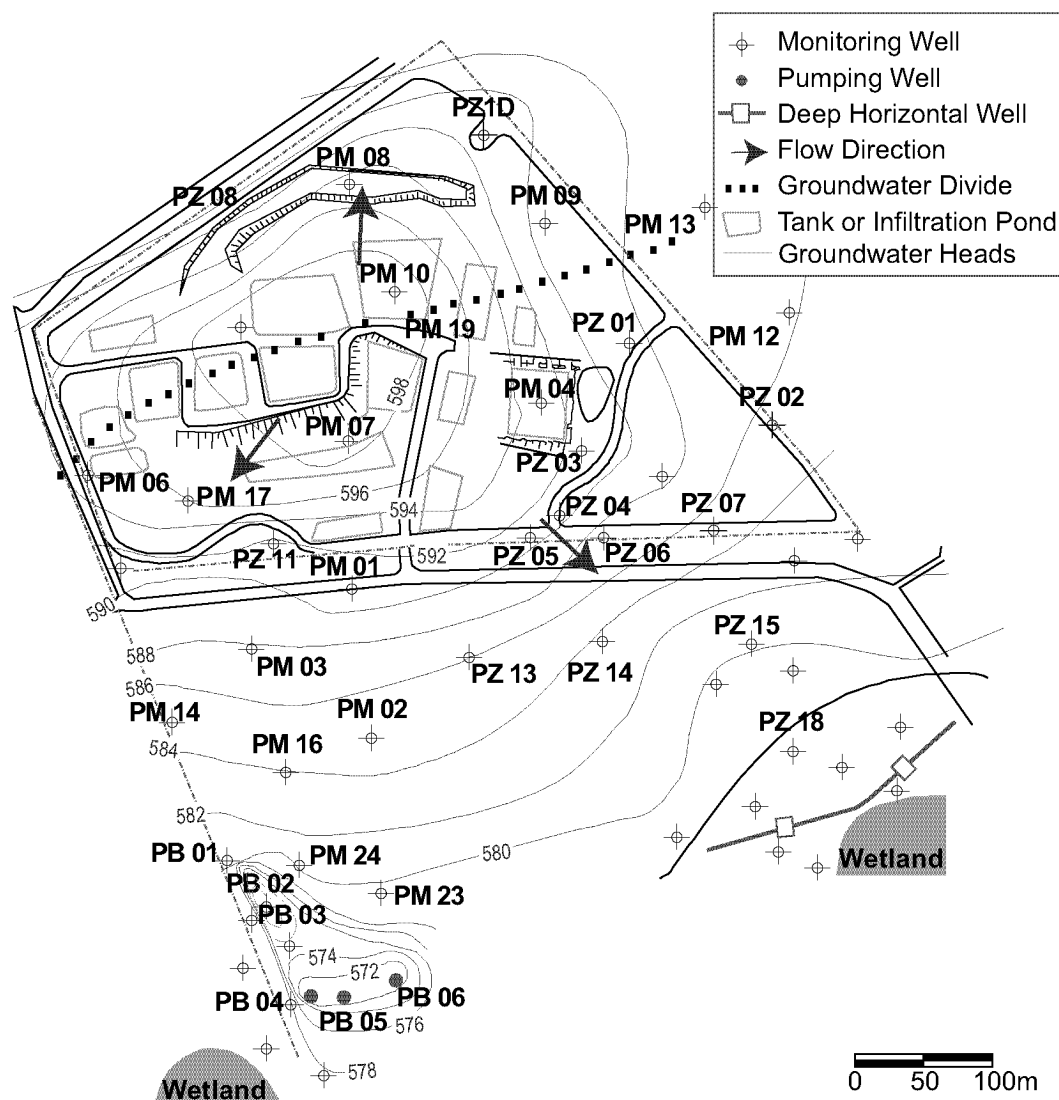 Monitoring Well
Pumping Well
Deep Horizontal Well
Flow Direction
Groundwater Divide
Tank or Infiltration Pond
Groundwater Heads
PZ1D
PM 08
PZ 08
PM 09
PM 13
PM 10
PM 19
PZ 01
PM 12
598
PM 04
PZ 02
PM 07
PZ 03
PM 06
PM 17
596
594
PZ 04
PZ 07
PZ 11
592
PZ 05
PZ 06
PM 01
590
588
PM 03
PZ 13
PZ 14
PZ 15
586
PM 14
PM 02
584
PM 16
PZ 18
582
580
PB 01
PM 24
Wetland
PB 02
PM 23
PB 03
574
572
PB 04
PB 05
PB 06
576
578
Wetland
0 50 100m